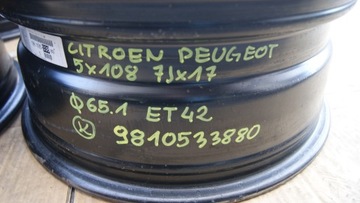 CITROEN PEUGEOT
5x108 7Jx17
Φ65.1 ET42
K 9810533880